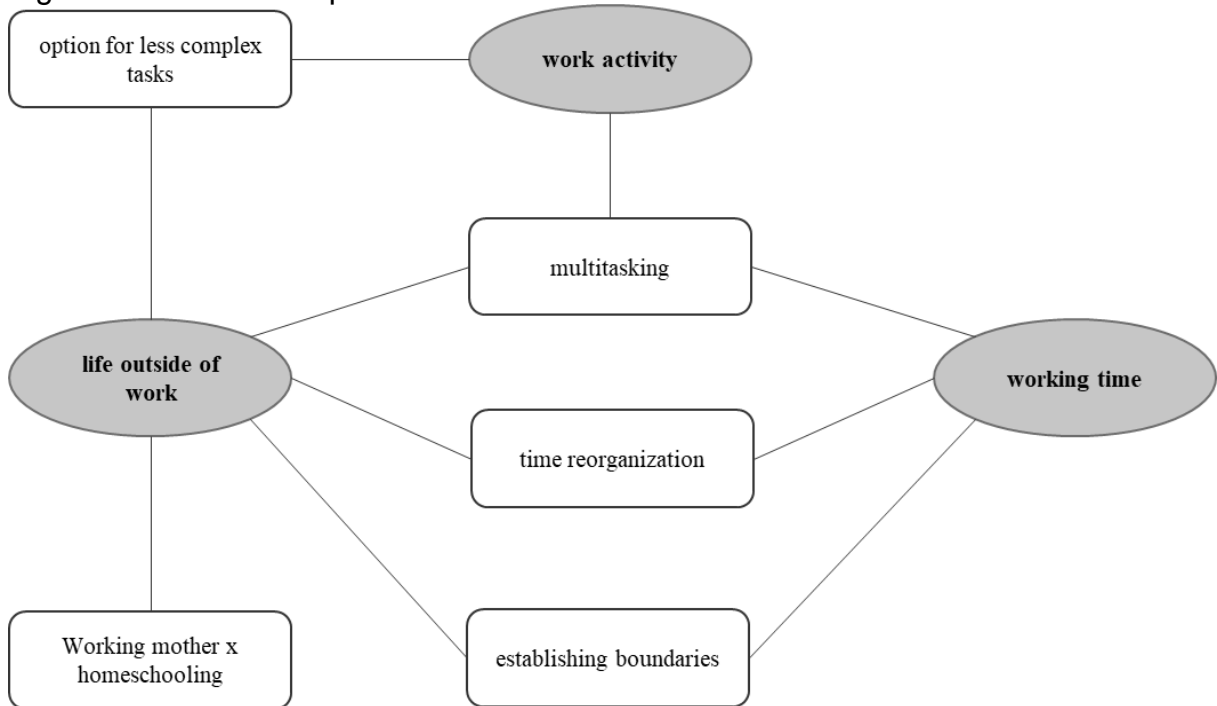 option for less complex
tasks
work activity
multitasking
life outside of
work
working time
time reorganization
Working mother x
homeschooling
establishing boundaries